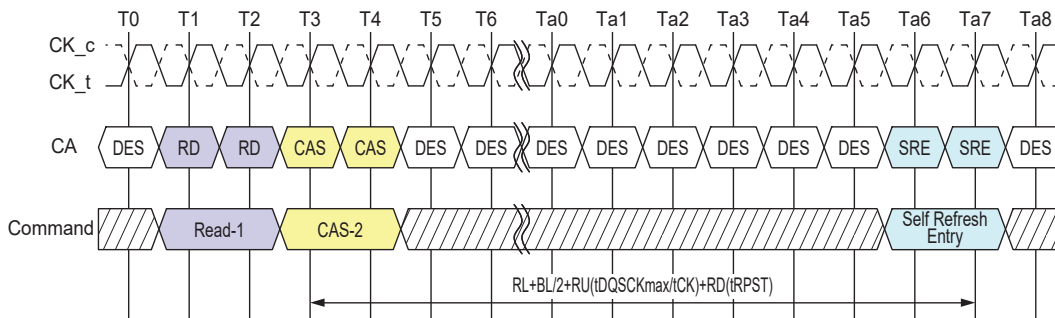 T0 T1 T2 T3 T4 T5 T6 Ta0 Ta1 Ta2 Ta3 Ta4 Ta5 Ta6 Ta7 Ta8
CK_c
CK_t
CA DES RD RD CAS CAS DES DES DES DES DES DES DES DES SRE SRE DES
Command Read-1 CAS-2 Self Refresh
Entry
RL+BL/2+RU(tDQSCKmax/tCK)+RD(tRPST)